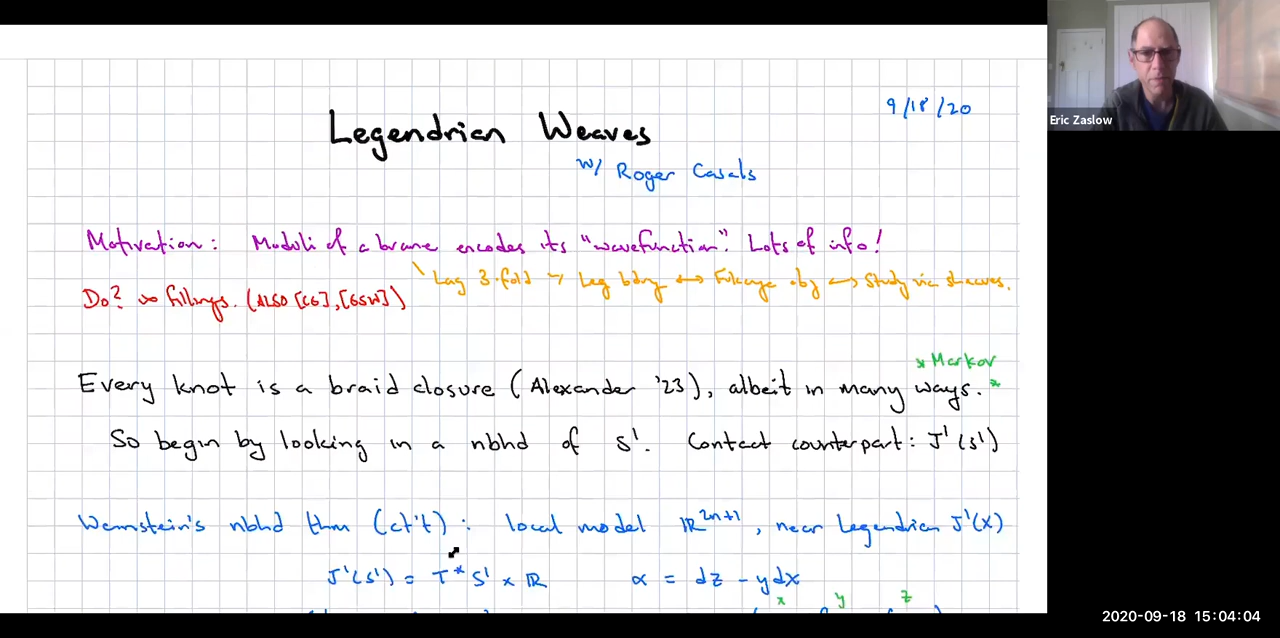 9/18/20
Legendrian Weaves
w/ Roger Casals
Motivation: Moduli of a brane encodes its "wavefunction". Lots of info!
Lag 3-fold → Leg bdry ↔ Fukaya obj ↔ Study via sheaves.
Do? ∞ fillings. (ALSO [CG], [GSW])
* Markov
Every knot is a braid closure (Alexander '23), albeit in many ways. *
So begin by looking in a nbhd of S¹. Contact counterpart: J¹(S¹)
Weinstein's nbhd thm (ct't): local model ℝ²ⁿ⁺¹, near Legendrian J¹(X)
J¹(S¹) = T*S¹ × ℝ α = dz - ydx
x y z
Eric Zaslow
2020-09-18 15:04:04